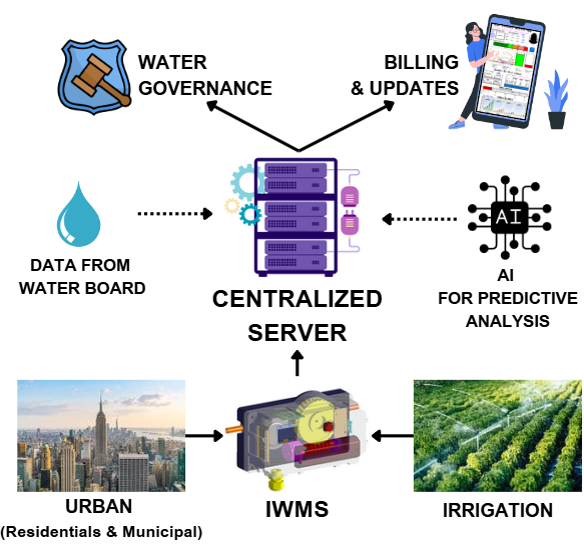 WATER
GOVERNANCE
BILLING
& UPDATES
DATA FROM
WATER BOARD
AI
AI
FOR PREDICTIVE
ANALYSIS
CENTRALIZED
SERVER
URBAN
(Residentials & Municipal)
IWMS
IRRIGATION